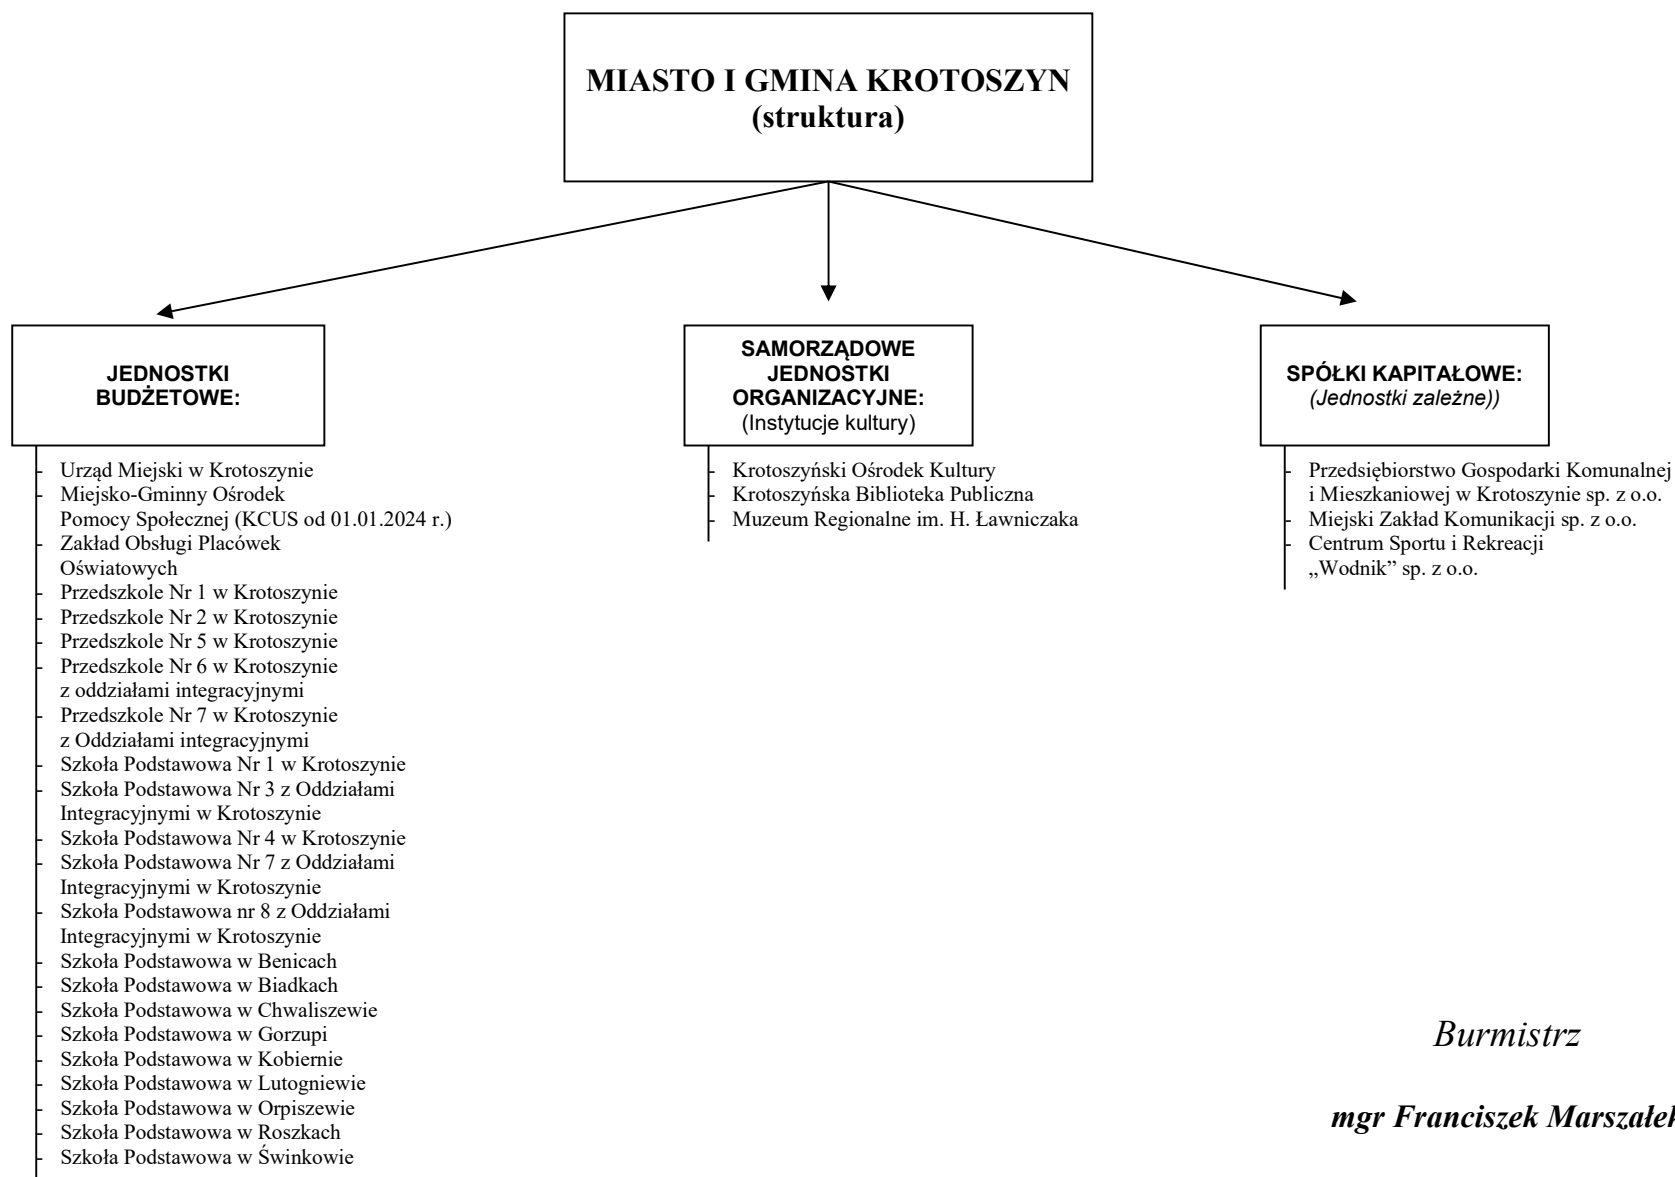 MIASTO I GMINA KROTOSZYN
(struktura)
JEDNOSTKI
BUDŻETOWE:
- Urząd Miejski w Krotoszynie
- Miejsko-Gminny Ośrodek
Pomocy Społecznej (KCUS od 01.01.2024 r.)
- Zakład Obsługi Placówek
Oświatowych
- Przedszkole Nr 1 w Krotoszynie
- Przedszkole Nr 2 w Krotoszynie
- Przedszkole Nr 5 w Krotoszynie
- Przedszkole Nr 6 w Krotoszynie
z oddziałami integracyjnymi
- Przedszkole Nr 7 w Krotoszynie
z Oddziałami integracyjnymi
- Szkoła Podstawowa Nr 1 w Krotoszynie
- Szkoła Podstawowa Nr 3 z Oddziałami
Integracyjnymi w Krotoszynie
- Szkoła Podstawowa Nr 4 w Krotoszynie
- Szkoła Podstawowa Nr 7 z Oddziałami
Integracyjnymi w Krotoszynie
- Szkoła Podstawowa nr 8 z Oddziałami
Integracyjnymi w Krotoszynie
- Szkoła Podstawowa w Benicach
- Szkoła Podstawowa w Biadkach
- Szkoła Podstawowa w Chwaliszewie
- Szkoła Podstawowa w Gorzupi
- Szkoła Podstawowa w Kobiernie
- Szkoła Podstawowa w Lutogniewie
- Szkoła Podstawowa w Orpiszewie
- Szkoła Podstawowa w Roszkach
- Szkoła Podstawowa w Świnkowie
SAMORZĄDOWE
JEDNOSTKI
ORGANIZACYJNE:
(Instytucje kultury)
- Krotoszyński Ośrodek Kultury
- Krotoszyńska Biblioteka Publiczna
- Muzeum Regionalne im. H. Ławniczaka
SPÓŁKI KAPITAŁOWE:
(Jednostki zależne))
- Przedsiębiorstwo Gospodarki Komunalnej
i Mieszkaniowej w Krotoszynie sp. z o.o.
- Miejski Zakład Komunikacji sp. z o.o.
- Centrum Sportu i Rekreacji
„Wodnik” sp. z o.o.
Burmistrz
mgr Franciszek Marszałek